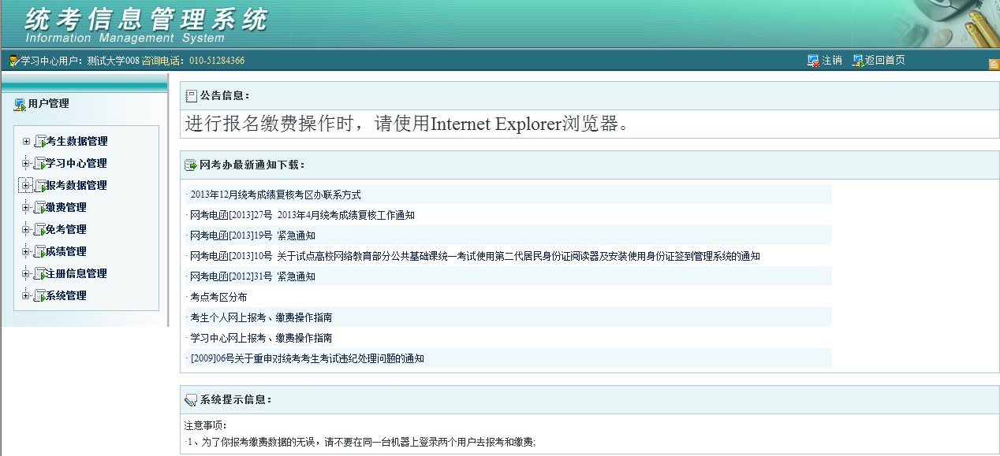 统考信息管理系统
Information Management System
学习中心用户：测试大学008 咨询电话：010-51284366
注销 返回首页
用户管理
考生数据管理
学习中心管理
报考数据管理
缴费管理
免考管理
成绩管理
注册信息管理
系统管理
公告信息：
进行报名缴费操作时，请使用Internet Explorer浏览器。
网考办最新通知下载：
·2013年12月统考成绩复核考区办联系方式
·网考电函[2013]27号 2013年4月统考成绩复核工作通知
·网考电函[2013]19号 '紧急通知
·网考电函[2013]10号 关于试点高校网络教育部分公共基础课统一考试使用第二代居民身份证阅读器及安装使用身份证签到管理系统的通知
·网考电函[2012]31号 '紧急通知
·考点考区分布
·考生个人网上报考、缴费操作指南
·学习中心网上报考、缴费操作指南
·[2009]06号关于重申对统考考生考试违纪处理问题的通知
系统提示信息：
注意事项：
·1、为了你报考缴费数据的无误，请不要在同一台机器上登录两个用户去报考和缴费;